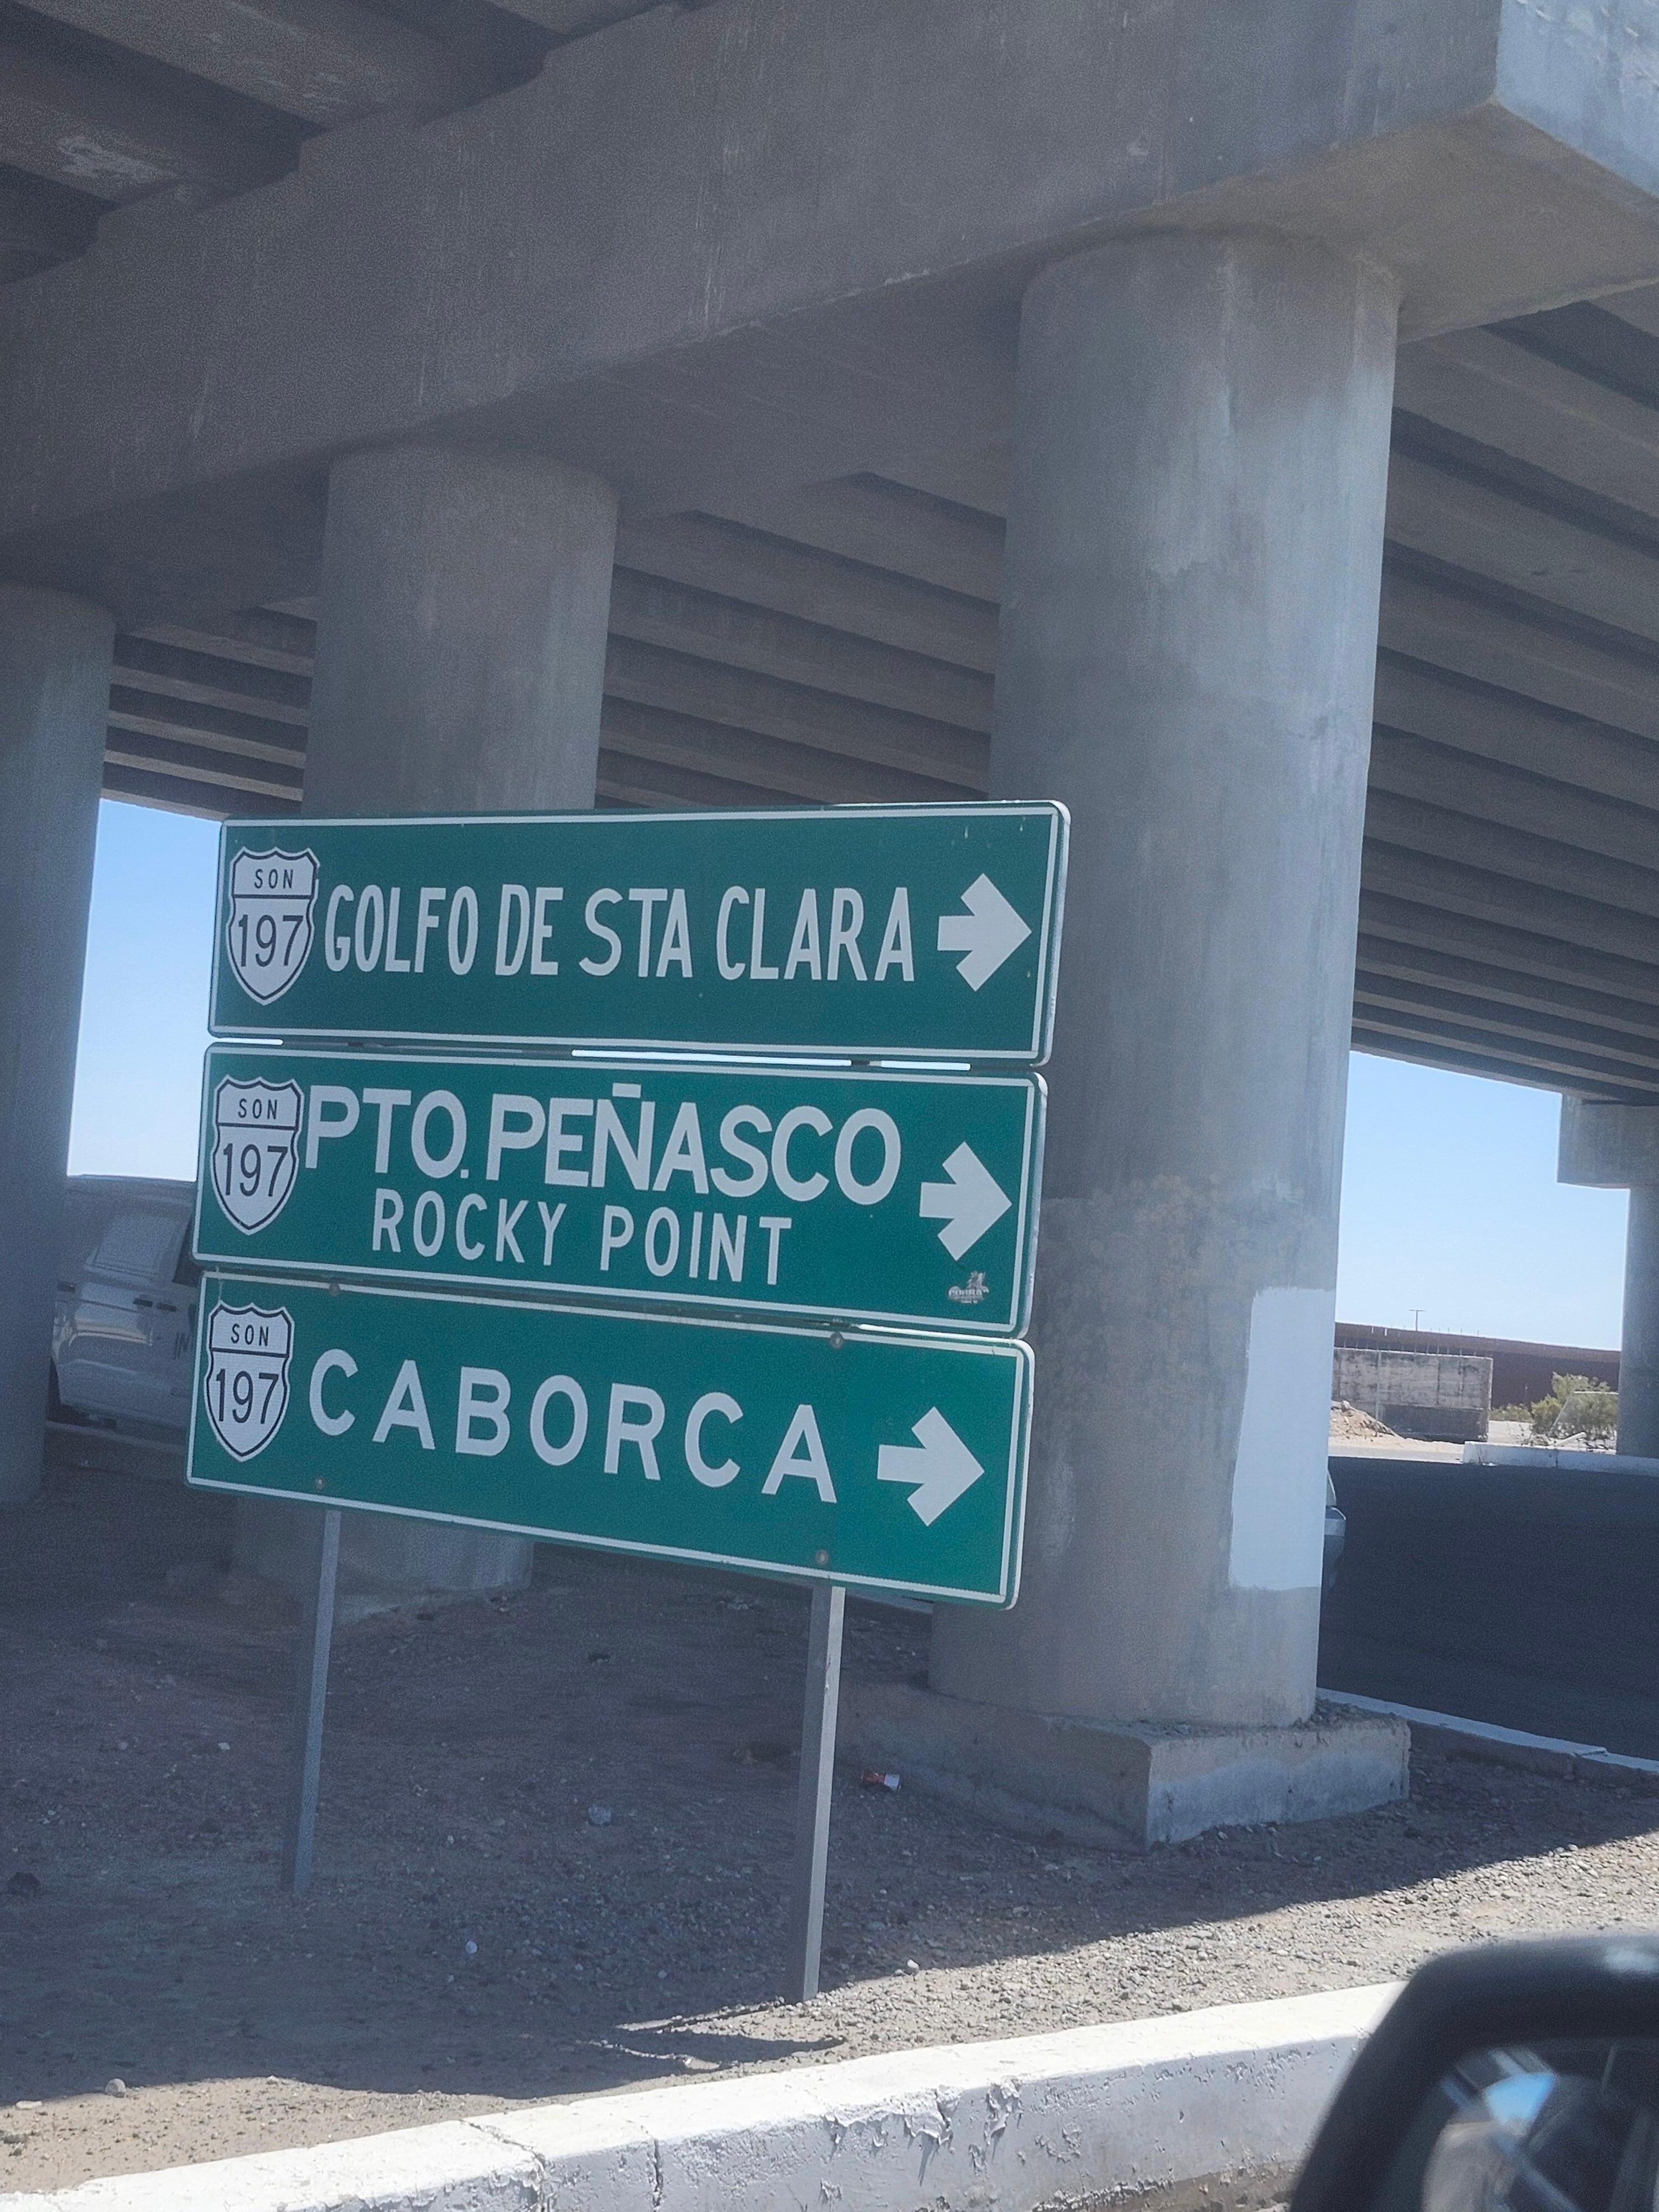 SON
197
GOLFO DE STA CLARA
SON
197
PTO. PEÑASCO
ROCKY POINT
SON
197
CABORCA